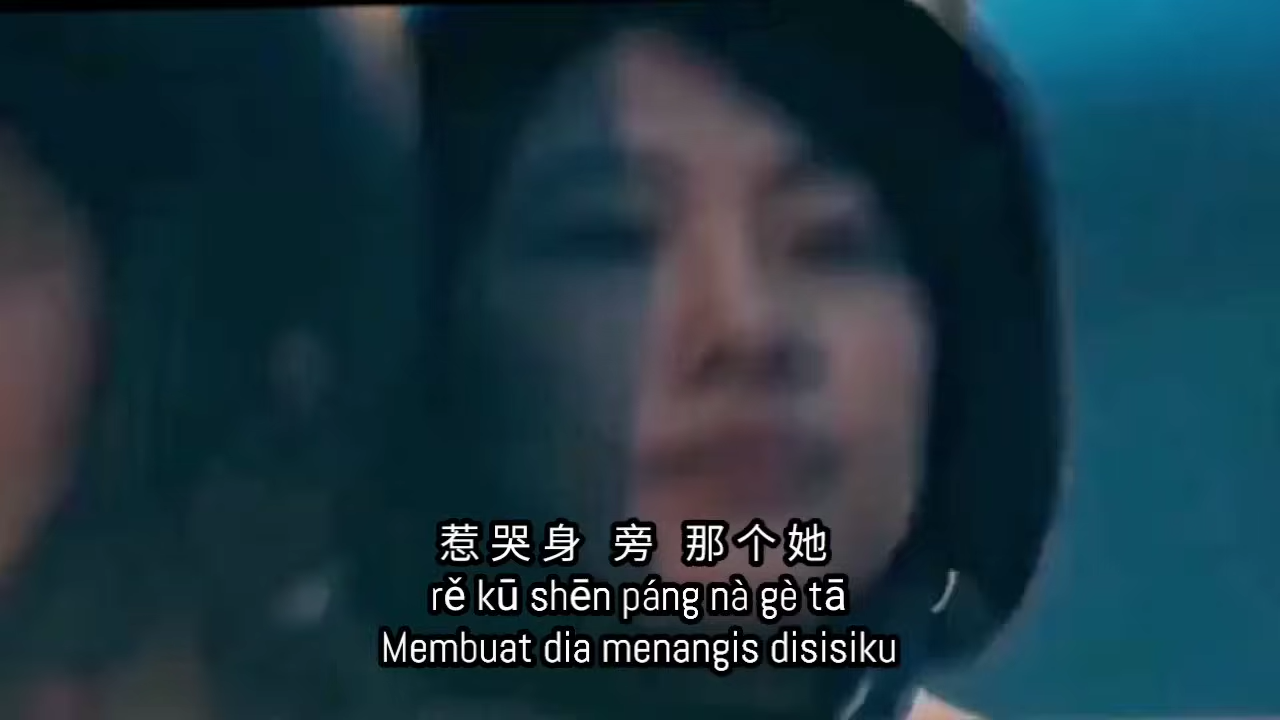 惹哭身 旁 那个她
rě kū shēn páng nà gè tā
Membuat dia menangis disisiku